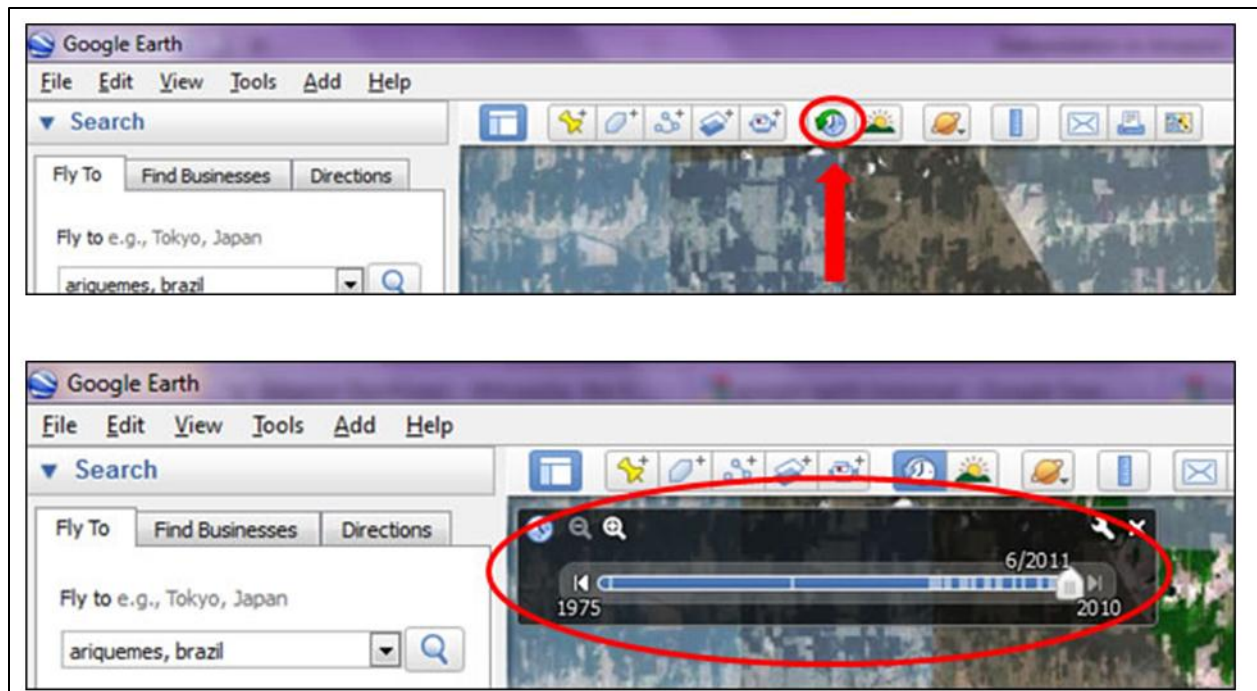 Google Earth
File Edit View Tools Add Help
Search
Fly To Find Businesses Directions
Fly to e.g., Tokyo, Japan
ariquemes, brazil
Google Earth
File Edit View Tools Add Help
Search
Fly To Find Businesses Directions
Fly to e.g., Tokyo, Japan
ariquemes, brazil
6/2011
1975 2010